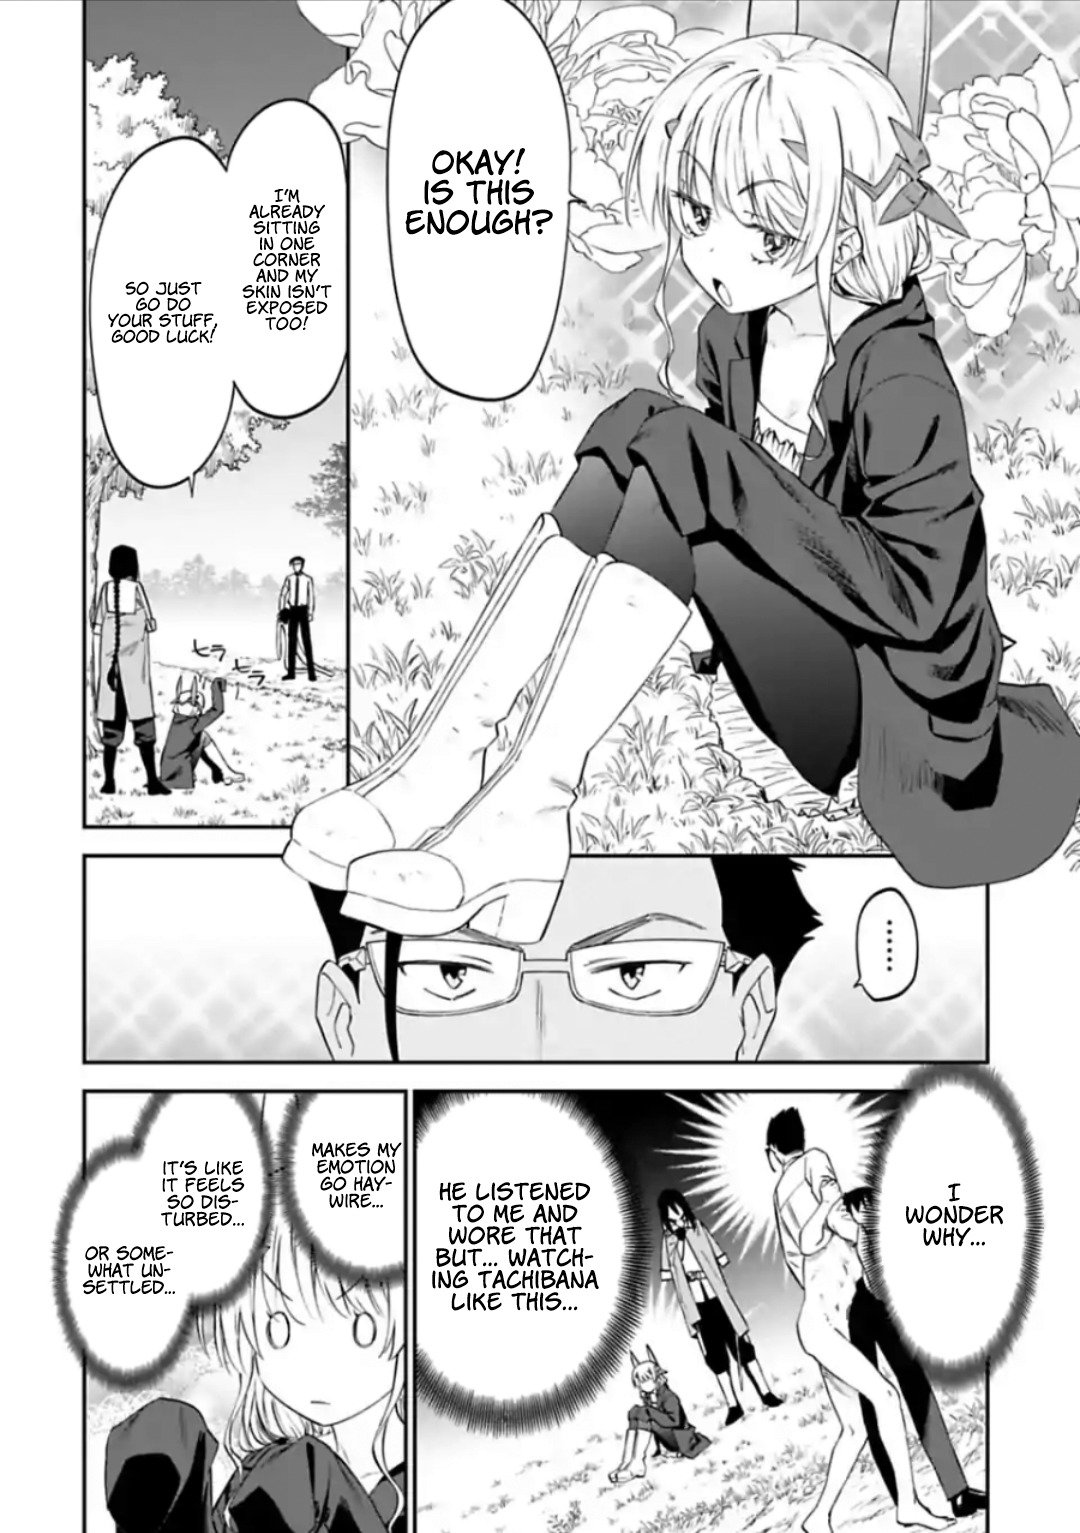 OKAY!
IS THIS
ENOUGH?
I'M
ALREADY
SITTING
IN ONE
CORNER
AND MY
SKIN ISN'T
EXPOSED
TOO!
SO JUST
GO DO
YOUR STUFF,
GOOD LUCK!
ヒラ
ヒラ
........
I
WONDER
WHY...
HE LISTENED
TO ME AND
WORE THAT
BUT... WATCH-
ING TACHIBANA
LIKE THIS...
MAKES MY
EMOTION
GO HAY-
WIRE...
IT'S LIKE
IT FEELS
SO DIS-
TURBED...
OR SOME-
WHAT UN-
SETTLED...